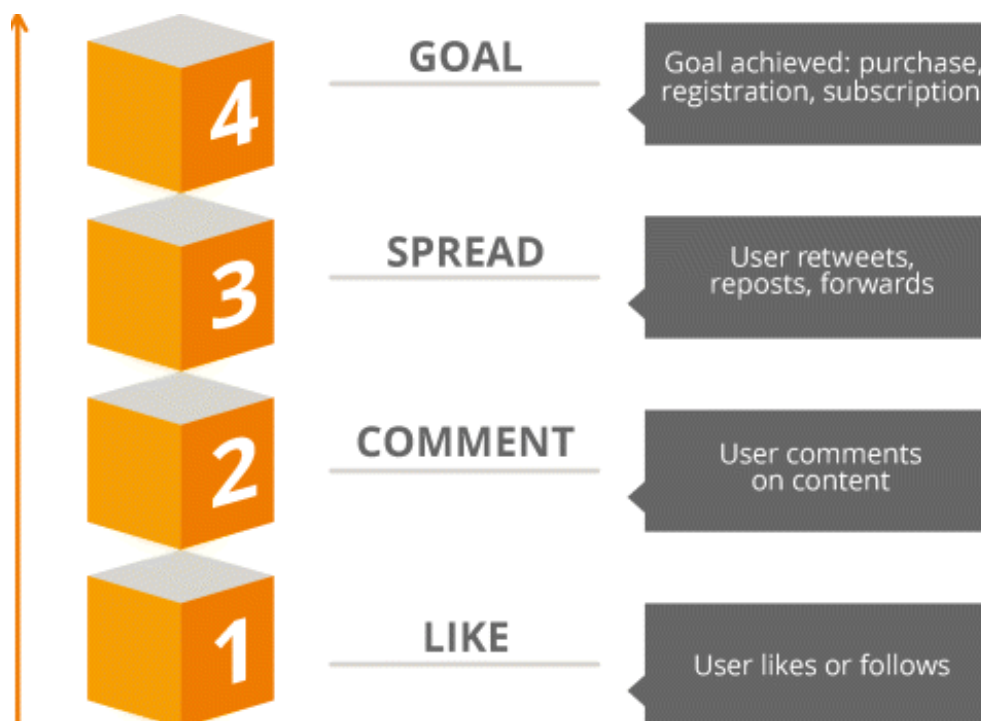 4
GOAL
Goal achieved: purchase,
registration, subscription
3
SPREAD
User retweets,
reposts, forwards
2
COMMENT
User comments
on content
1
LIKE
User likes or follows